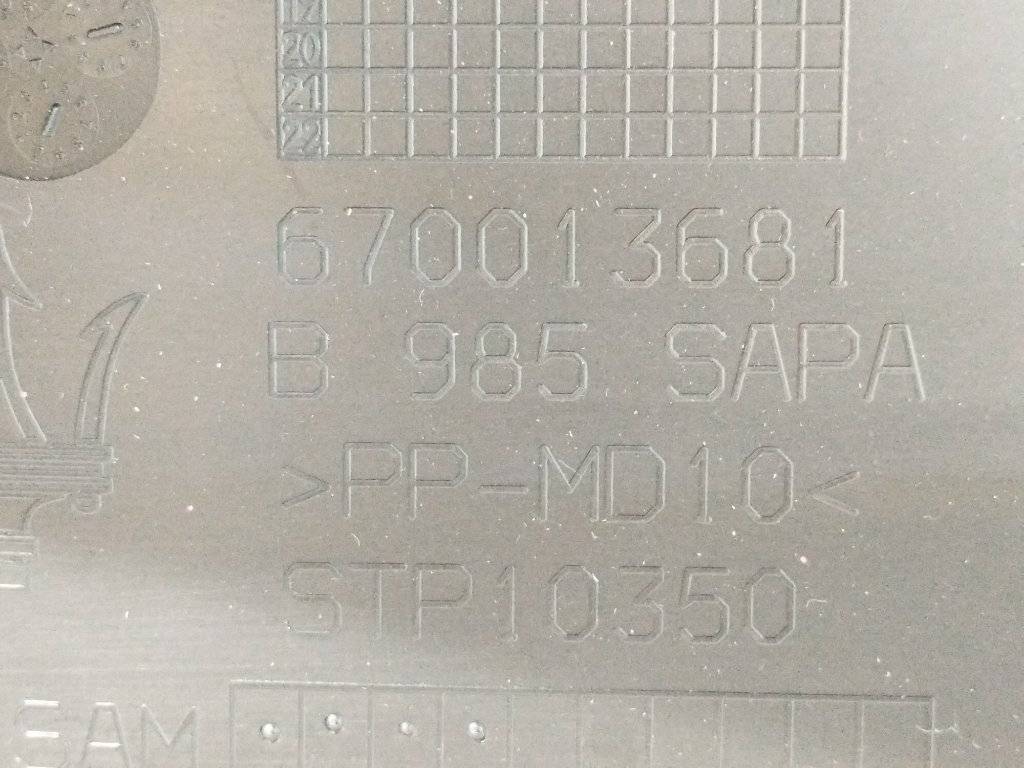 20
21
22
670013681
B 985 SAPA
>PP-MD10<
STP10350
SAM